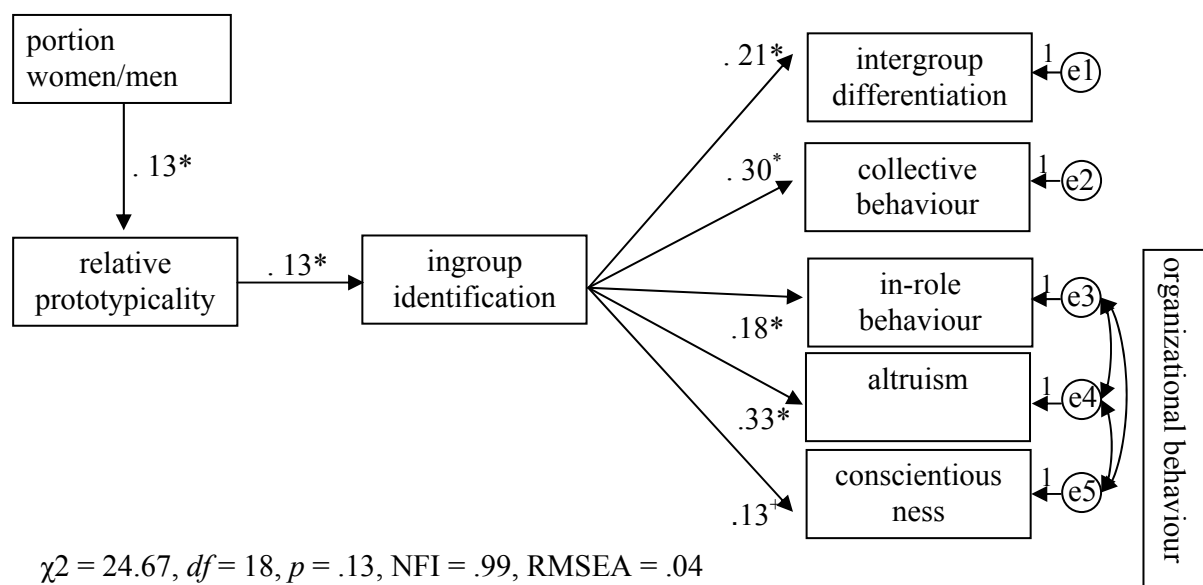 portion
women/men
. 13*
relative
prototypicality
. 13*
ingroup
identification
. 21*
. 30*
.18*
.33*
.13+
intergroup
differentiation
1
e1
collective
behaviour
1
e2
in-role
behaviour
1
e3
altruism
1
e4
conscientious
ness
1
e5
organizational behaviour
χ2 = 24.67, df = 18, p = .13, NFI = .99, RMSEA = .04